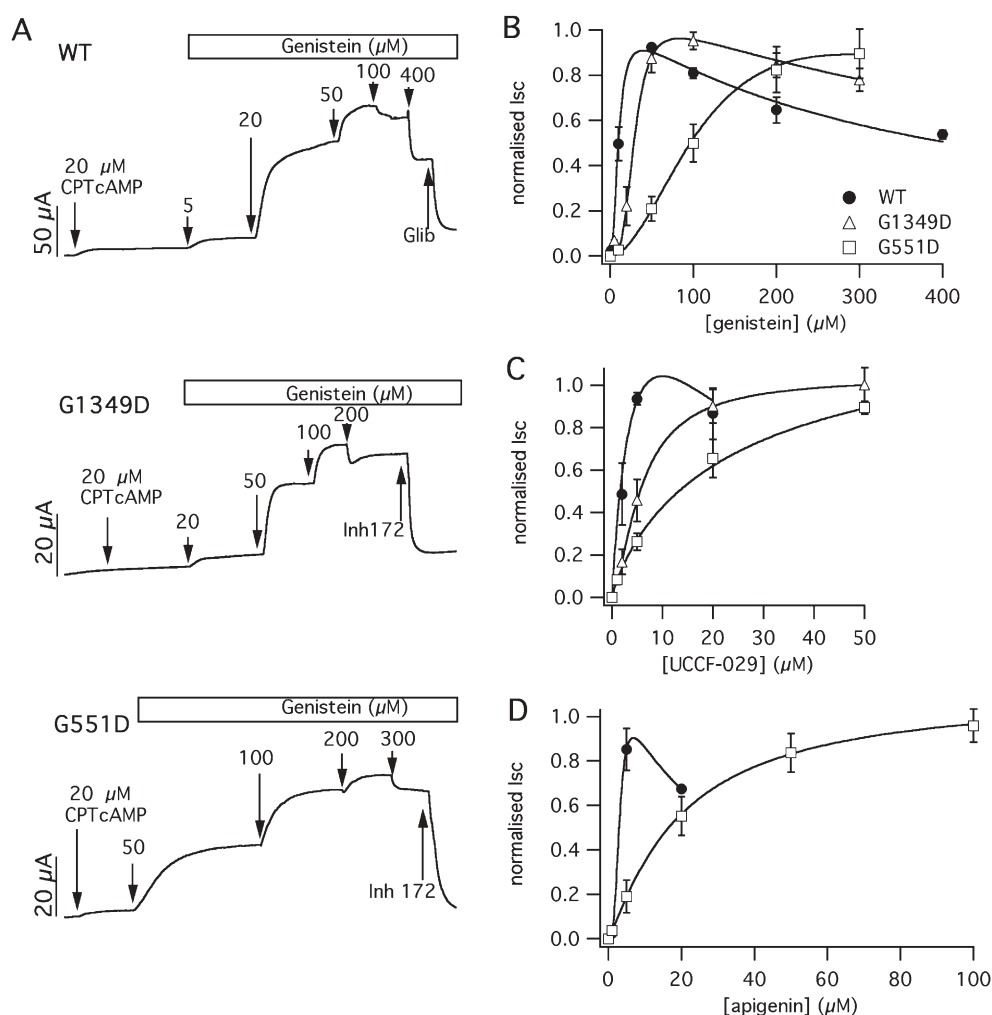 A
WT
Genistein (µM)
100
400
50
20
20 µM
CPTcAMP
5
50 µA
Glib
G1349D
Genistein (µM)
200
100
20 µM
CPTcAMP
50
20
20 µA
Inh172
G551D
Genistein (µM)
200
300
100
20 µM
CPTcAMP
50
20 µA
Inh 172
B
normalised Isc
1.0
0.8
0.6
0.4
0.2
0.0
WT
G1349D
G551D
0 100 200 300 400
[genistein] (µM)
C
normalised Isc
1.0
0.8
0.6
0.4
0.2
0.0
0 10 20 30 40 50
[UCCF-029] (µM)
D
normalised Isc
1.0
0.8
0.6
0.4
0.2
0.0
0 20 40 60 80 100
[apigenin] (µM)